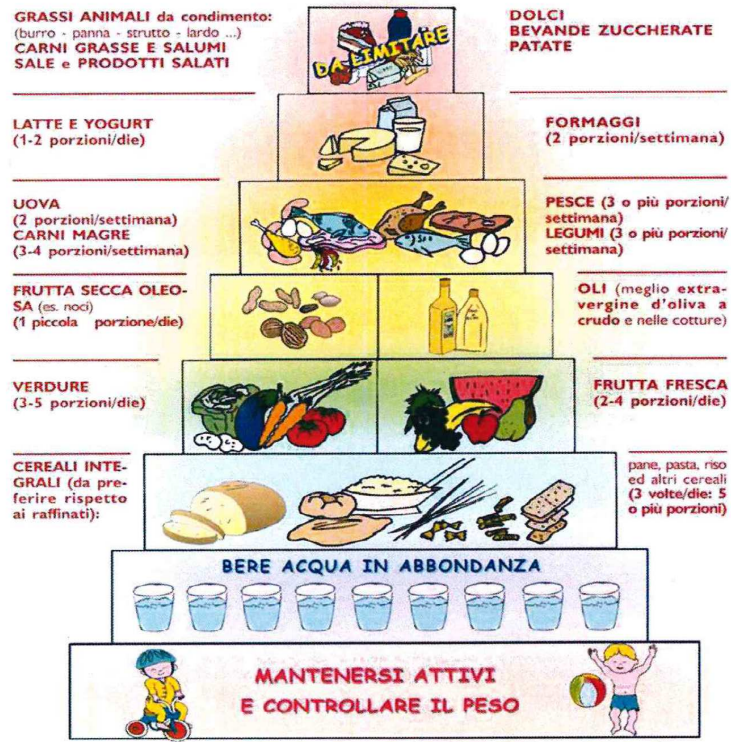 GRASSI ANIMALI da condimento:
(burro - panna - strutto - lardo ...)
CARNI GRASSE E SALUMI
SALE e PRODOTTI SALATI
DA LIMITARE
DOLCI
BEVANDE ZUCCHERATE
PATATE
LATTE E YOGURT
(1-2 porzioni/die)
FORMAGGI
(2 porzioni/settimana)
UOVA
(2 porzioni/settimana)
CARNI MAGRE
(3-4 porzioni/settimana)
PESCE (3 o più porzioni/
settimana)
LEGUMI (3 o più porzioni/
settimana)
FRUTTA SECCA OLEO-
SA (es. noci)
(1 piccola porzione/die)
OLI (meglio extra-
vergine d'oliva a
crudo e nelle cotture)
VERDURE
(3-5 porzioni/die)
FRUTTA FRESCA
(2-4 porzioni/die)
CEREALI INTE-
GRALI (da pre-
ferire rispetto
ai raffinati):
pane, pasta, riso
ed altri cereali
(3 volte/die: 5
o più porzioni)
BERE ACQUA IN ABBONDANZA
MANTENERSI ATTIVI
E CONTROLLARE IL PESO